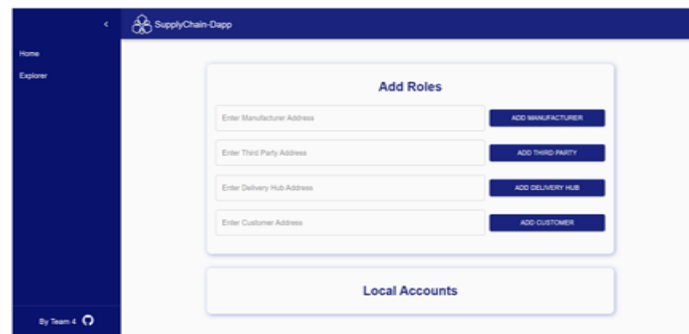 SupplyChain-Dapp
Home
Explorer
Add Roles
Enter Manufacturer Address
ADD MANUFACTURER
Enter Third Party Address
ADD THIRD PARTY
Enter Delivery Hub Address
ADD DELIVERY HUB
Enter Customer Address
ADD CUSTOMER
Local Accounts
By Team 4